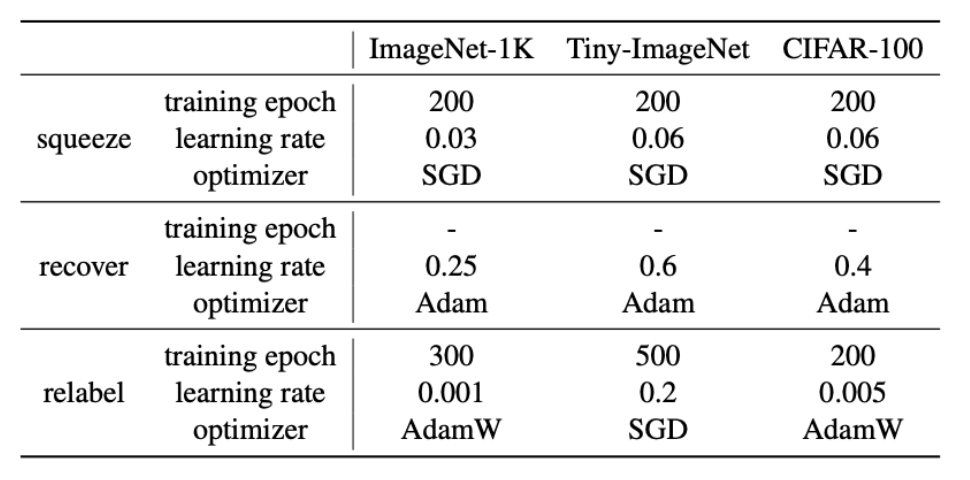 ImageNet-1K Tiny-ImageNet CIFAR-100
training epoch 200 200 200
squeeze learning rate 0.03 0.06 0.06
optimizer SGD SGD SGD
training epoch - - -
recover learning rate 0.25 0.6 0.4
optimizer Adam Adam Adam
training epoch 300 500 200
relabel learning rate 0.001 0.2 0.005
optimizer AdamW SGD AdamW